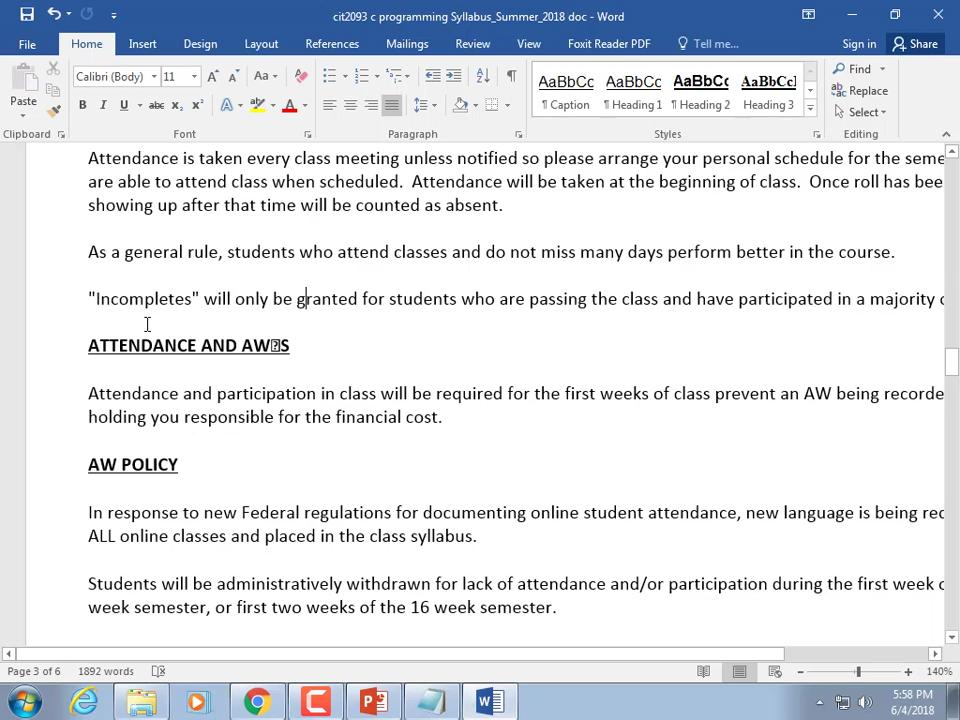 cit2093 c programming Syllabus_Summer_2018 doc - Word
File Home Insert Design Layout References Mailings Review View Foxit Reader PDF Tell me... Sign in Share
Paste Calibri (Body) 11 AaBbCc AaBbCc AaBbCc AaBbCcI Find
¶ Caption ¶ Heading 1 ¶ Heading 2 Heading 3 Replace
Select
Clipboard Font Paragraph Styles Editing
Attendance is taken every class meeting unless notified so please arrange your personal schedule for the seme
are able to attend class when scheduled. Attendance will be taken at the beginning of class. Once roll has bee
showing up after that time will be counted as absent.
As a general rule, students who attend classes and do not miss many days perform better in the course.
"Incompletes" will only be granted for students who are passing the class and have participated in a majority o
ATTENDANCE AND AW⍰S
Attendance and participation in class will be required for the first weeks of class prevent an AW being recorde
holding you responsible for the financial cost.
AW POLICY
In response to new Federal regulations for documenting online student attendance, new language is being req
ALL online classes and placed in the class syllabus.
Students will be administratively withdrawn for lack of attendance and/or participation during the first week o
week semester, or first two weeks of the 16 week semester.
Page 3 of 6 1892 words 140%
5:58 PM
6/4/2018